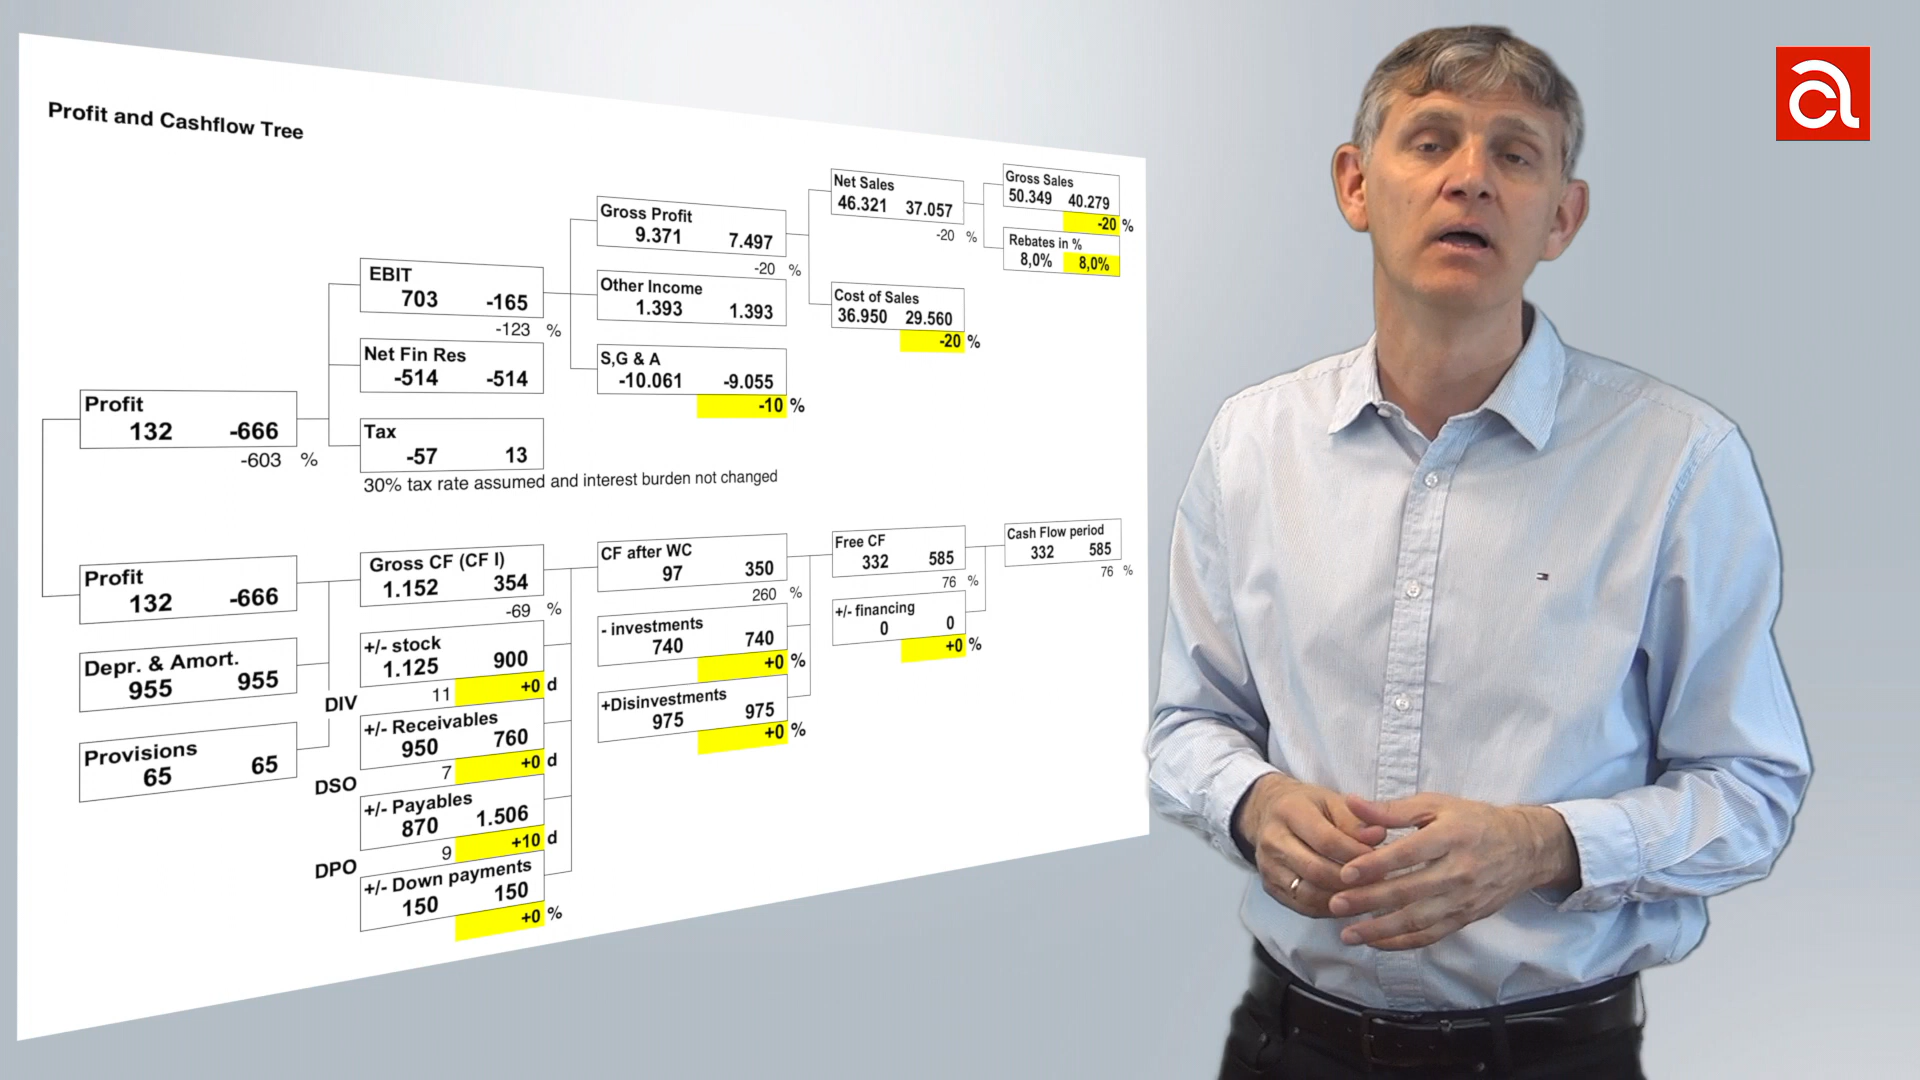 Profit and Cashflow Tree
Net Sales
46.321 37.057
-20 %
Gross Sales
50.349 40.279
-20 %
Rebates in %
8,0% 8,0%
Gross Profit
9.371 7.497
-20 %
EBIT
703 -165
-123 %
Other Income
1.393 1.393
Cost of Sales
36.950 29.560
-20 %
Net Fin Res
-514 -514
S,G & A
-10.061 -9.055
-10 %
Profit
132 -666
-603 %
Tax
-57 13
30% tax rate assumed and interest burden not changed
Profit
132 -666
Gross CF (CF I)
1.152 354
-69 %
CF after WC
97 350
260 %
Free CF
332 585
76 %
Cash Flow period
332 585
76 %
Depr. & Amort.
955 955
+/- stock
1.125 900
DIV 11 +0 d
- investments
740 740
+0 %
+/- financing
0 0
+0 %
Provisions
65 65
+/- Receivables
950 760
DSO 7 +0 d
+Disinvestments
975 975
+0 %
+/- Payables
870 1.506
DPO 9 +10 d
+/- Down payments
150 150
+0 %
ca